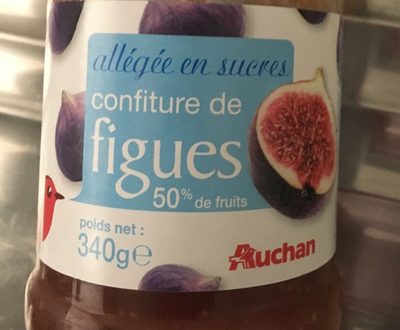 allégée en sucres
confiture de
figues
50% de fruits
poids net :
340g℮
Auchan